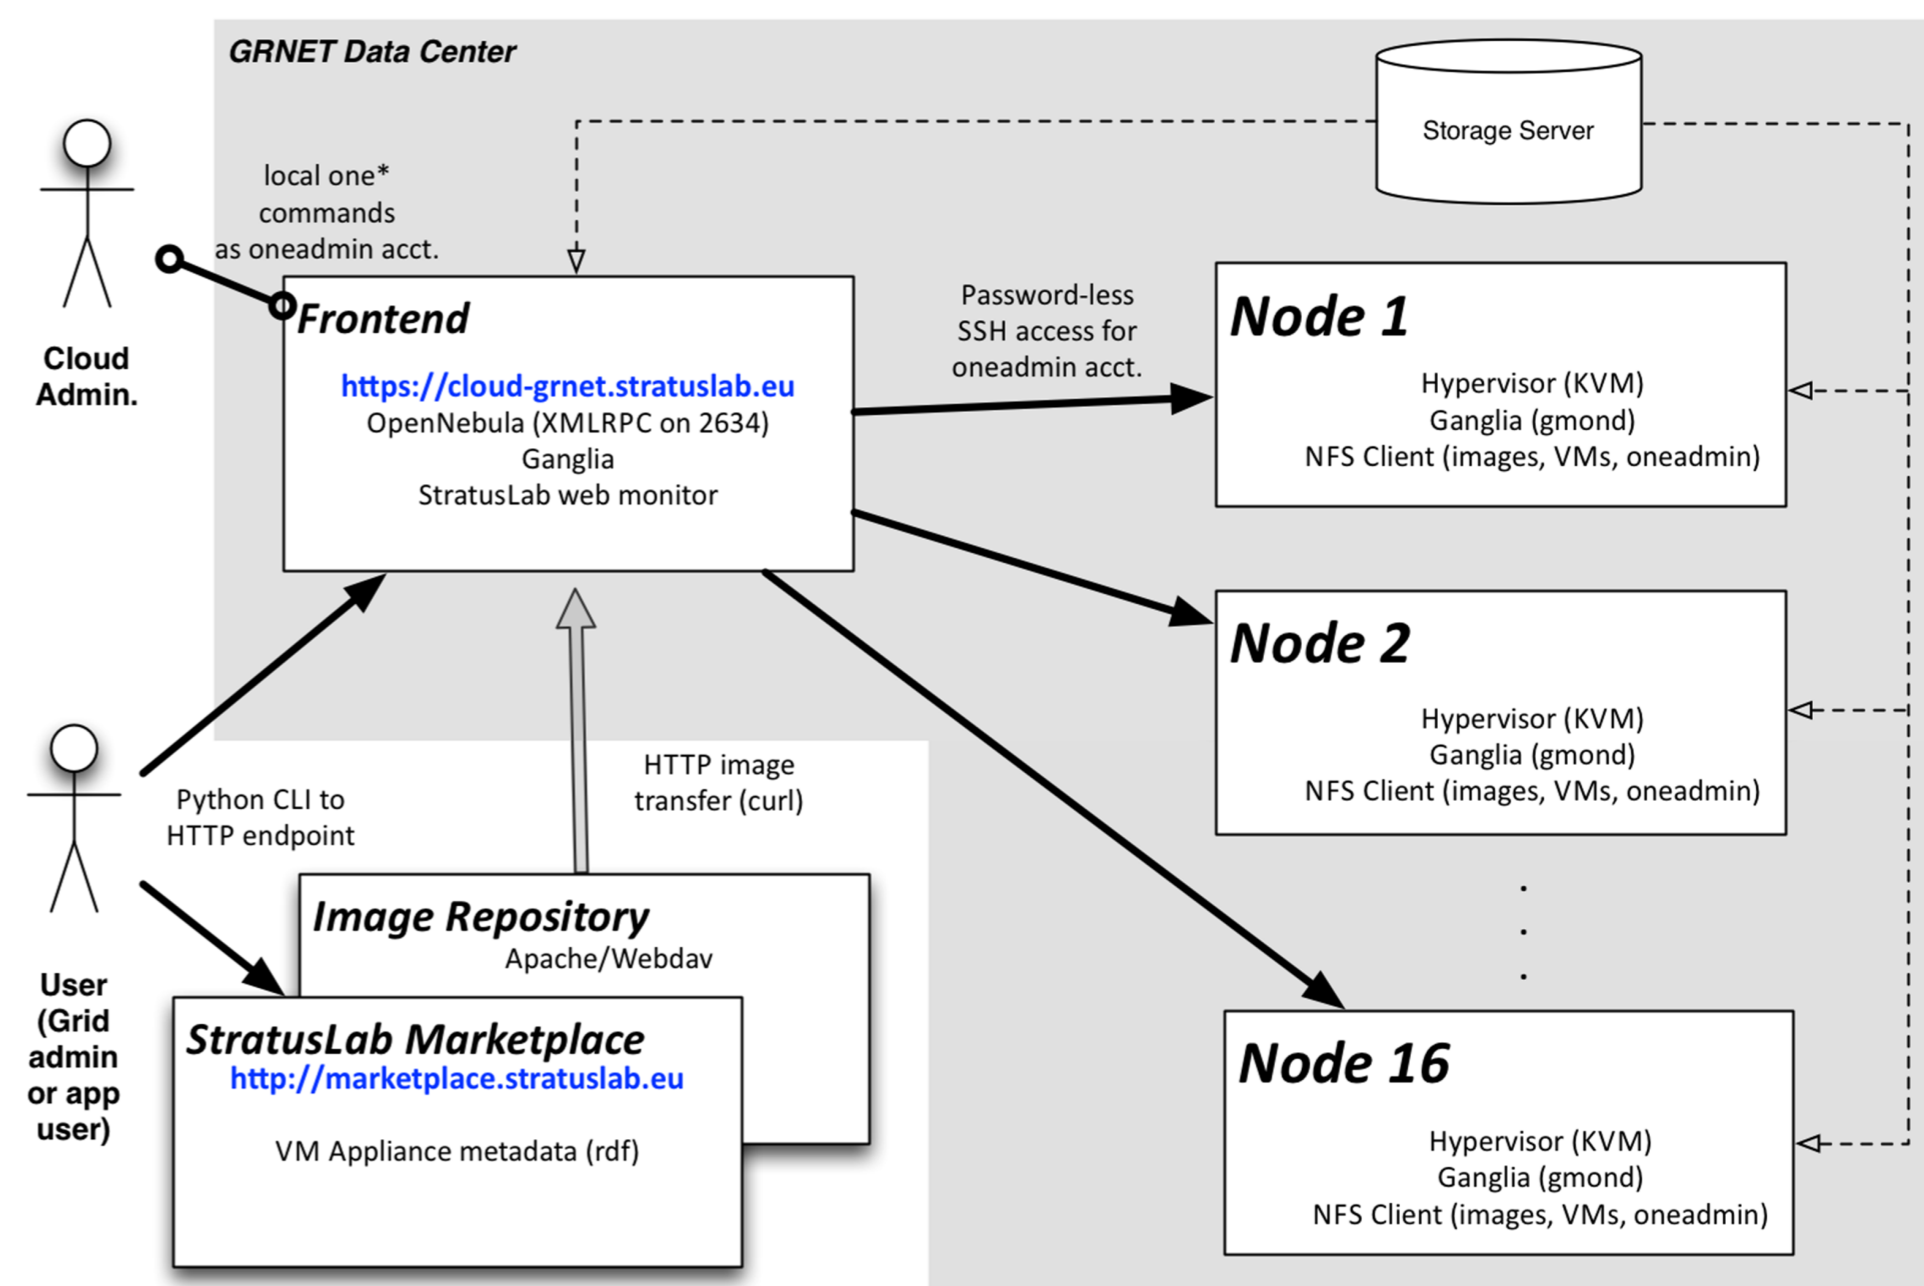 GRNET Data Center
Storage Server
local one*
commands
as oneadmin acct.
Cloud
Admin.
Frontend
https://cloud-grnet.stratuslab.eu
OpenNebula (XMLRPC on 2634)
Ganglia
StratusLab web monitor
Password-less
SSH access for
oneadmin acct.
Node 1
Hypervisor (KVM)
Ganglia (gmond)
NFS Client (images, VMs, oneadmin)
Node 2
Hypervisor (KVM)
Ganglia (gmond)
NFS Client (images, VMs, oneadmin)
.
.
.
Node 16
Hypervisor (KVM)
Ganglia (gmond)
NFS Client (images, VMs, oneadmin)
HTTP image
transfer (curl)
Python CLI to
HTTP endpoint
User
(Grid
admin
or app
user)
Image Repository
Apache/Webdav
StratusLab Marketplace
http://marketplace.stratuslab.eu
VM Appliance metadata (rdf)